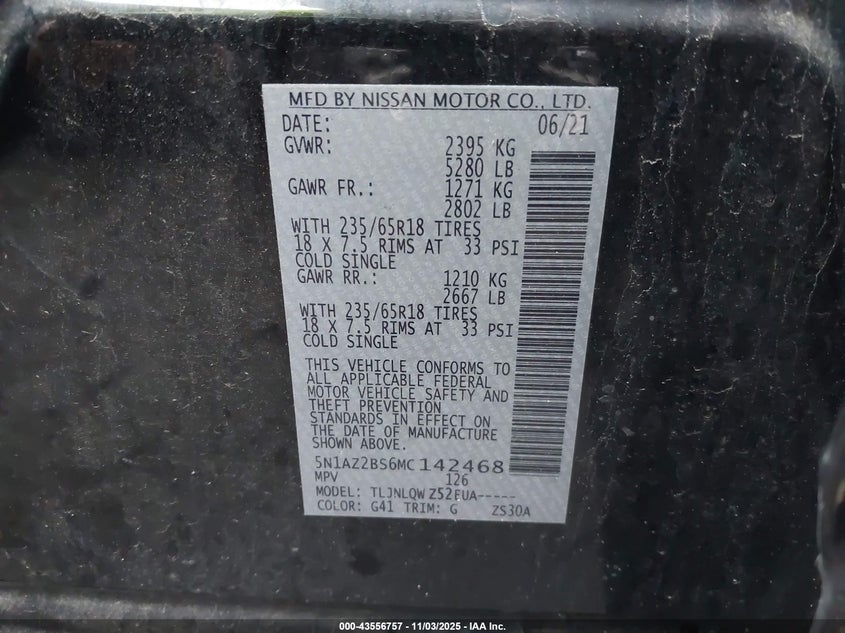 MFD BY NISSAN MOTOR CO., LTD.
DATE: 06/21
GVWR: 2395 KG
5280 LB
GAWR FR.: 1271 KG
2802 LB
WITH 235/65R18 TIRES
18 X 7.5 RIMS AT 33 PSI
COLD SINGLE
GAWR RR.: 1210 KG
2667 LB
WITH 235/65R18 TIRES
18 X 7.5 RIMS AT 33 PSI
COLD SINGLE
THIS VEHICLE CONFORMS TO
ALL APPLICABLE FEDERAL
MOTOR VEHICLE SAFETY AND
THEFT PREVENTION
STANDARDS IN EFFECT ON
THE DATE OF MANUFACTURE
SHOWN ABOVE.
5N1AZ2BS6MC142468
MPV 126
MODEL: TLJNLQWZ52EUA-----
COLOR: G41 TRIM: G ZS30A
000-43556757 - 11/03/2025 - IAA Inc.